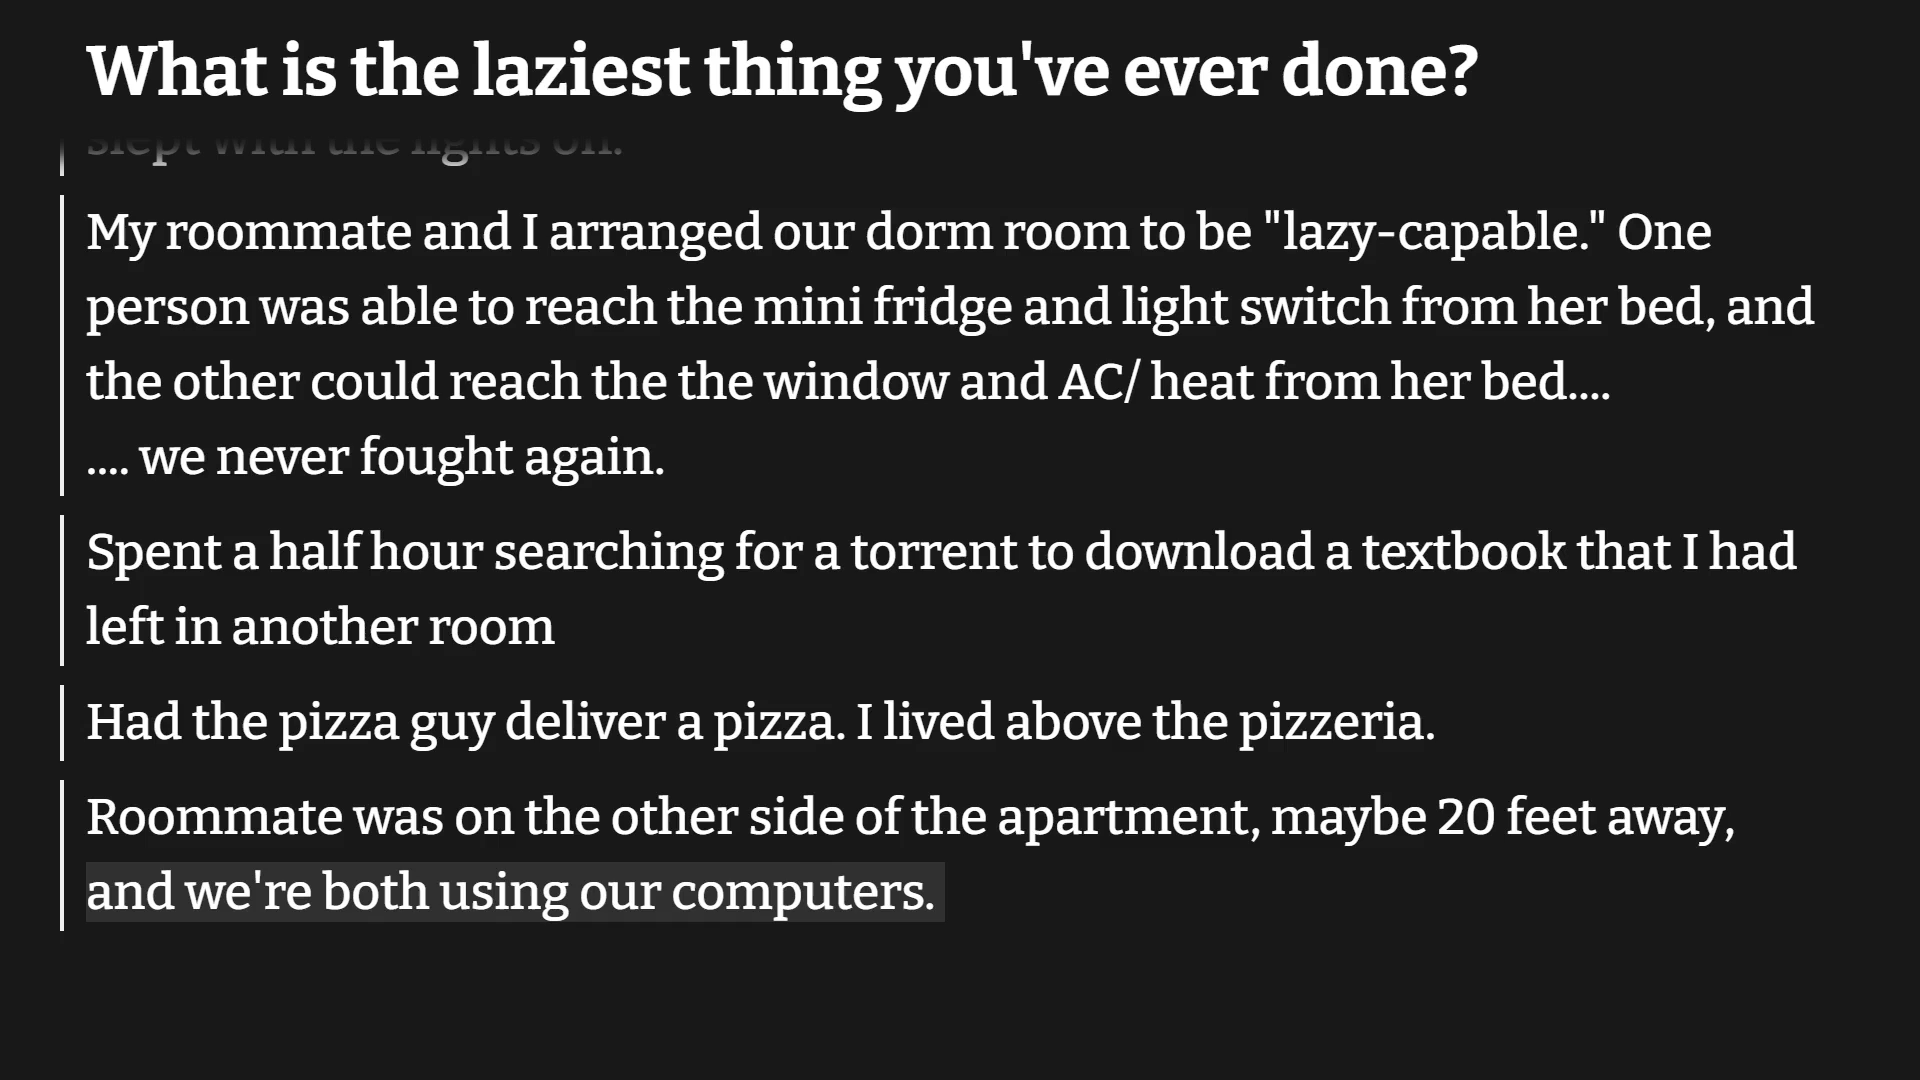 What is the laziest thing you've ever done?
slept with the lights on.
My roommate and I arranged our dorm room to be "lazy-capable." One
person was able to reach the mini fridge and light switch from her bed, and
the other could reach the the window and AC/ heat from her bed....
.... we never fought again.
Spent a half hour searching for a torrent to download a textbook that I had
left in another room
Had the pizza guy deliver a pizza. I lived above the pizzeria.
Roommate was on the other side of the apartment, maybe 20 feet away,
and we're both using our computers.